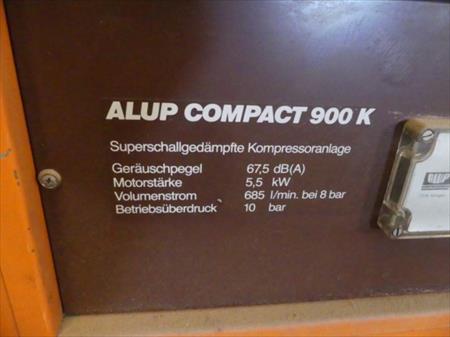 ALUP COMPACT 900 K
Superschallgedämpfte Kompressoranlage
Geräuschpegel 67,5 dB(A)
Motorstärke 5,5 kW
Volumenstrom 685 l/min. bei 8 bar
Betriebsüberdruck 10 bar
ALUP